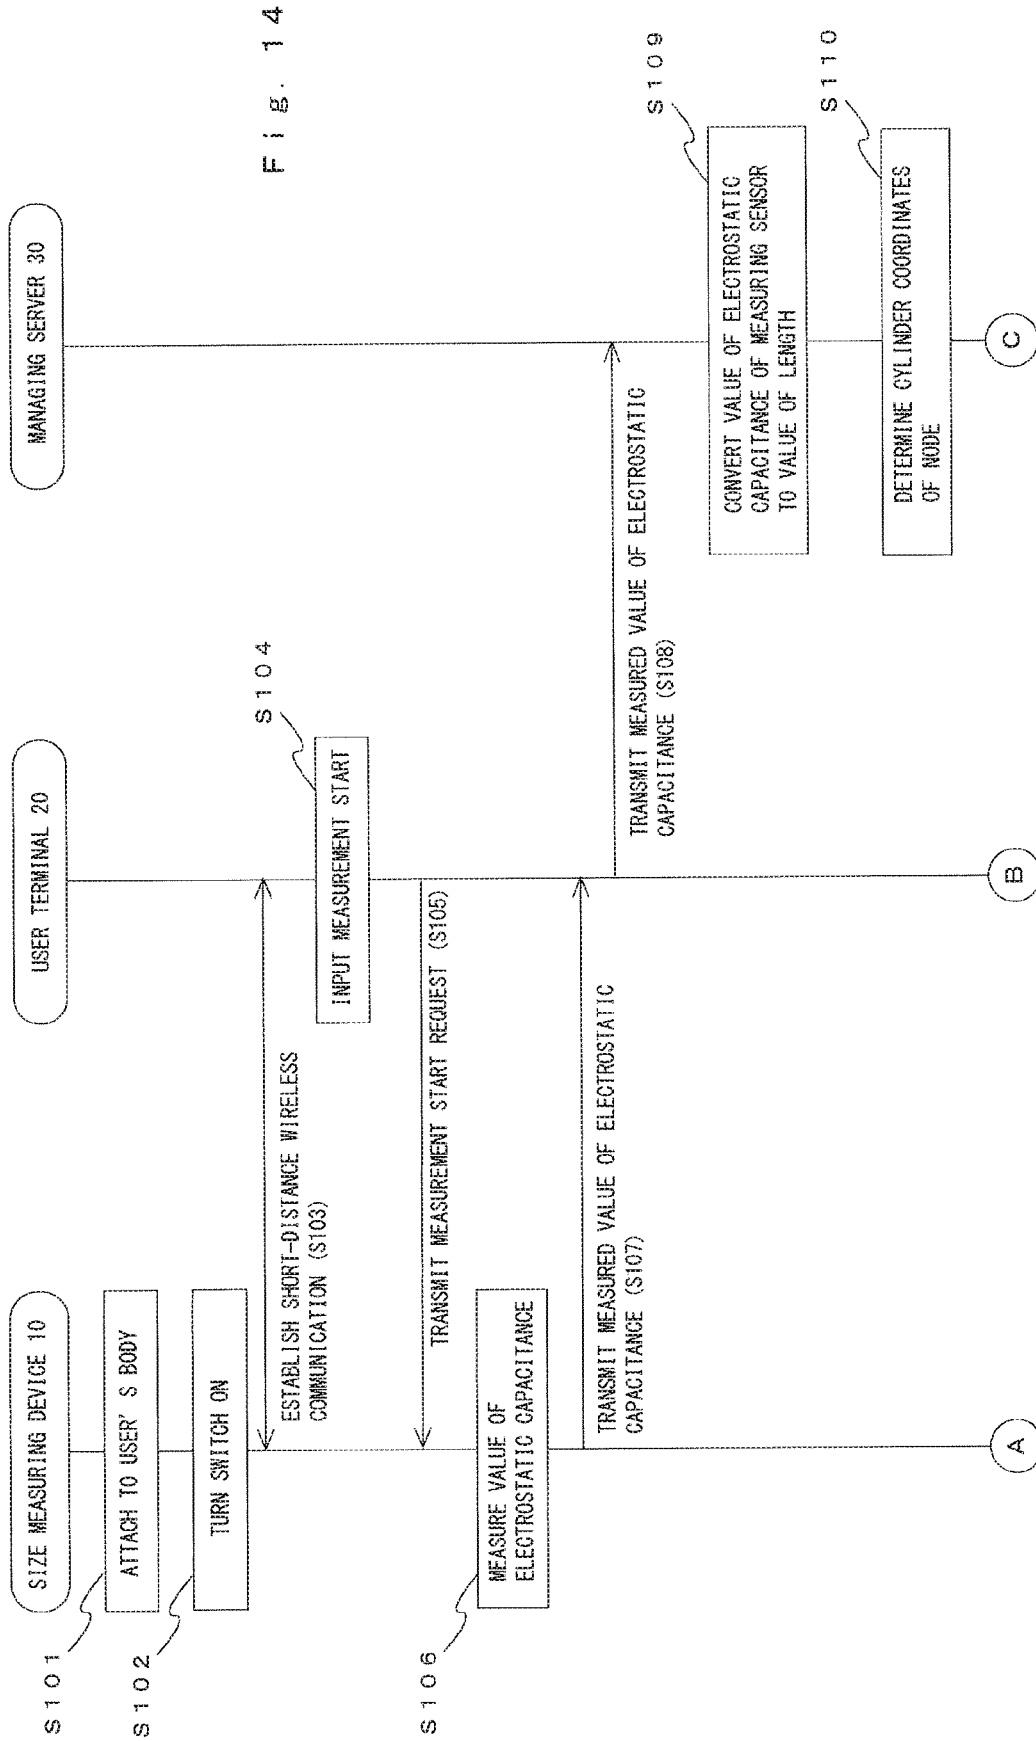 Fig. 14
SIZE MEASURING DEVICE 10
USER TERMINAL 20
MANAGING SERVER 30
S101
ATTACH TO USER'S BODY
S102
TURN SWITCH ON
ESTABLISH SHORT-DISTANCE WIRELESS
COMMUNICATION (S103)
S104
INPUT MEASUREMENT START
TRANSMIT MEASUREMENT START REQUEST (S105)
S106
MEASURE VALUE OF
ELECTROSTATIC CAPACITANCE
TRANSMIT MEASURED VALUE OF ELECTROSTATIC
CAPACITANCE (S107)
TRANSMIT MEASURED VALUE OF ELECTROSTATIC
CAPACITANCE (S108)
S109
CONVERT VALUE OF ELECTROSTATIC
CAPACITANCE OF MEASURING SENSOR
TO VALUE OF LENGTH
S110
DETERMINE CYLINDER COORDINATES
OF NODE
A
B
C